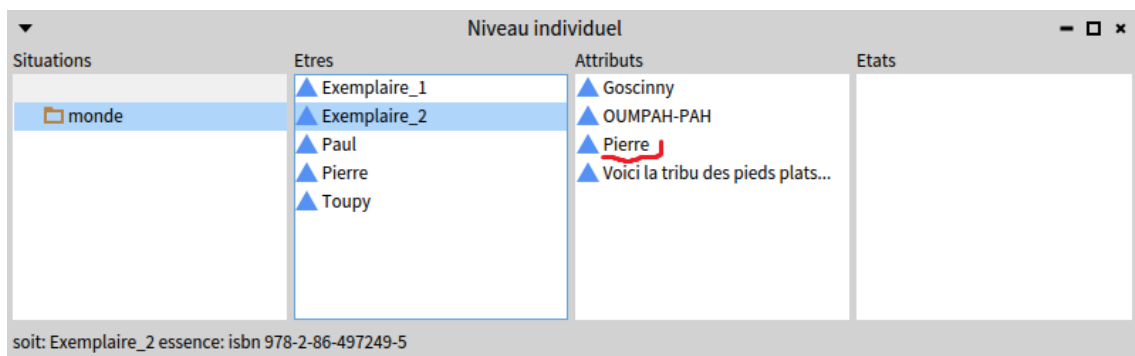 Niveau individuel
Situations Etres Attributs Etats
Exemplaire_1 Goscinny
monde Exemplaire_2 OUMPAH-PAH
Paul Pierre
Pierre Voici la tribu des pieds plats...
Toupy
soit: Exemplaire_2 essence: isbn 978-2-86-497249-5